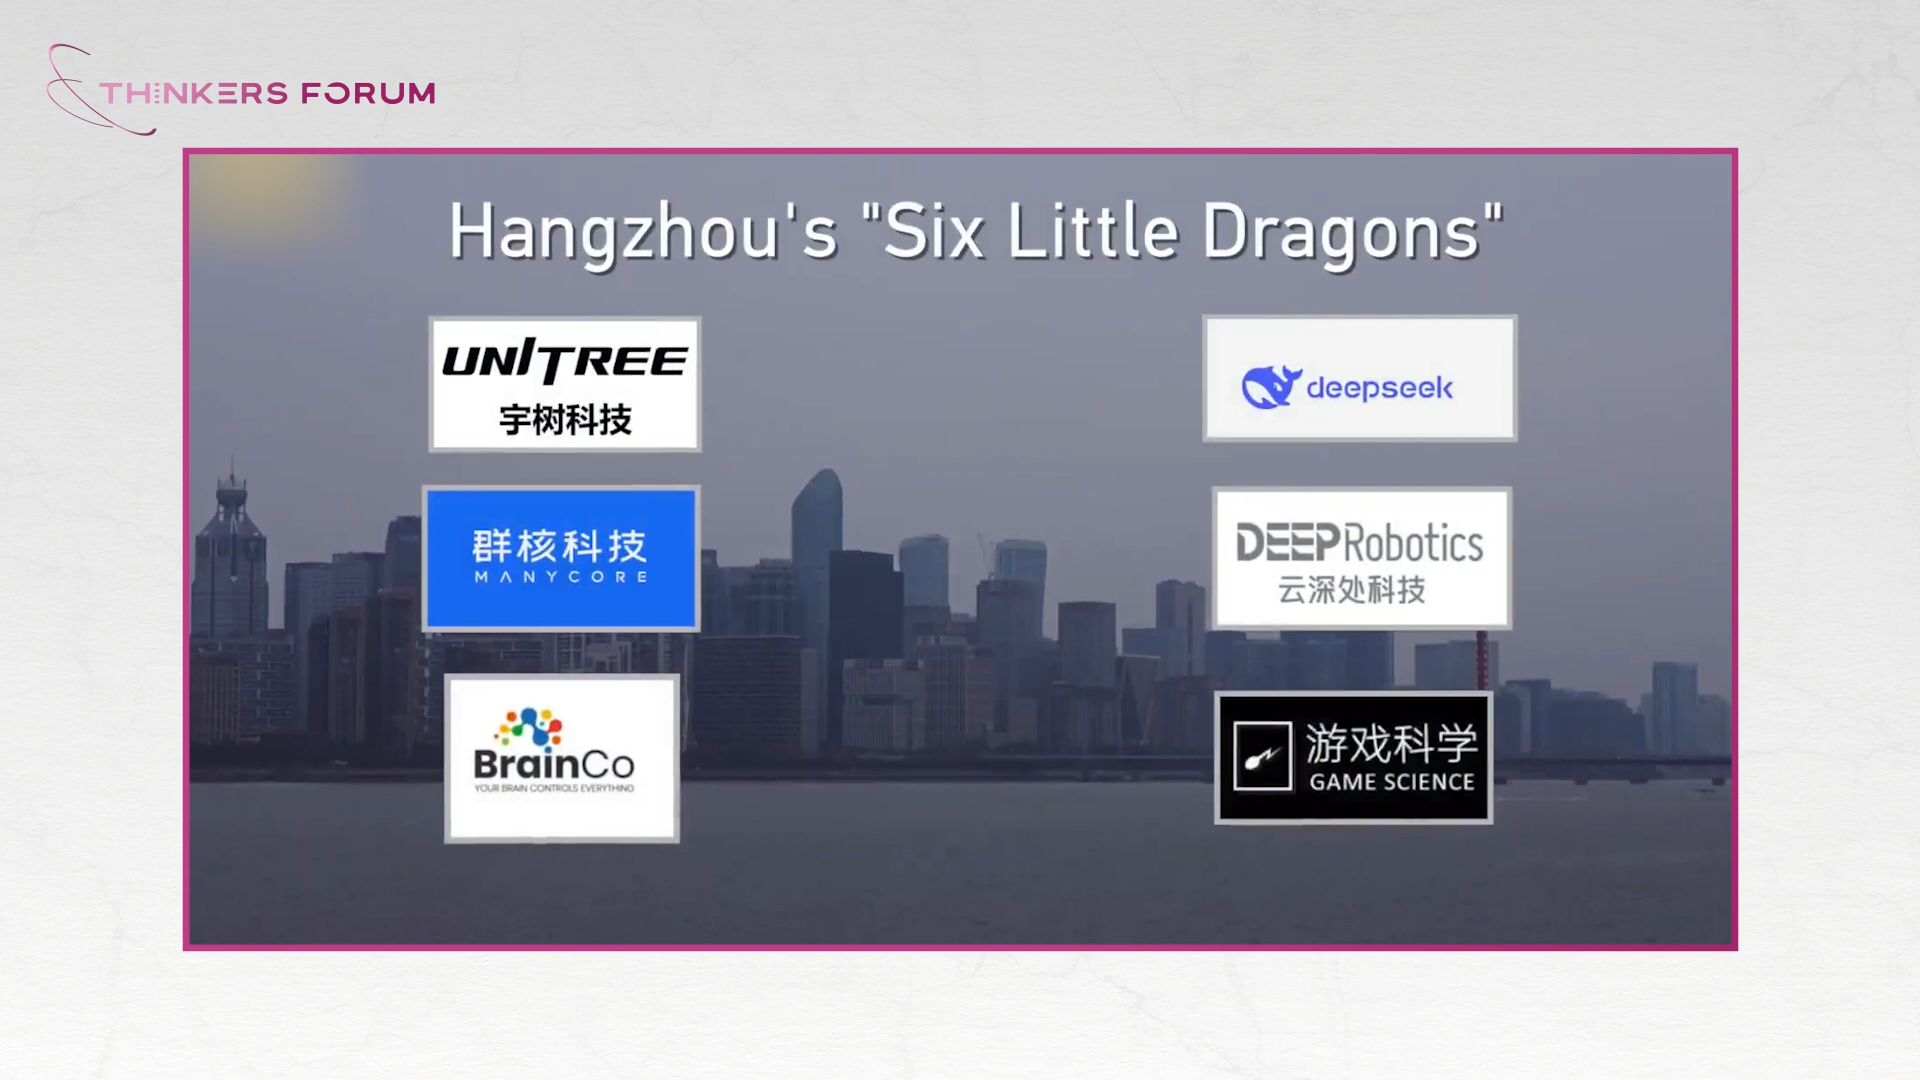 THINKERS FORUM
Hangzhou's "Six Little Dragons"
UNITREE
宇树科技
deepseek
群核科技
MANYCORE
DEEPRobotics
云深处科技
BrainCo
YOUR BRAIN CONTROLS EVERYTHING
游戏科学
GAME SCIENCE